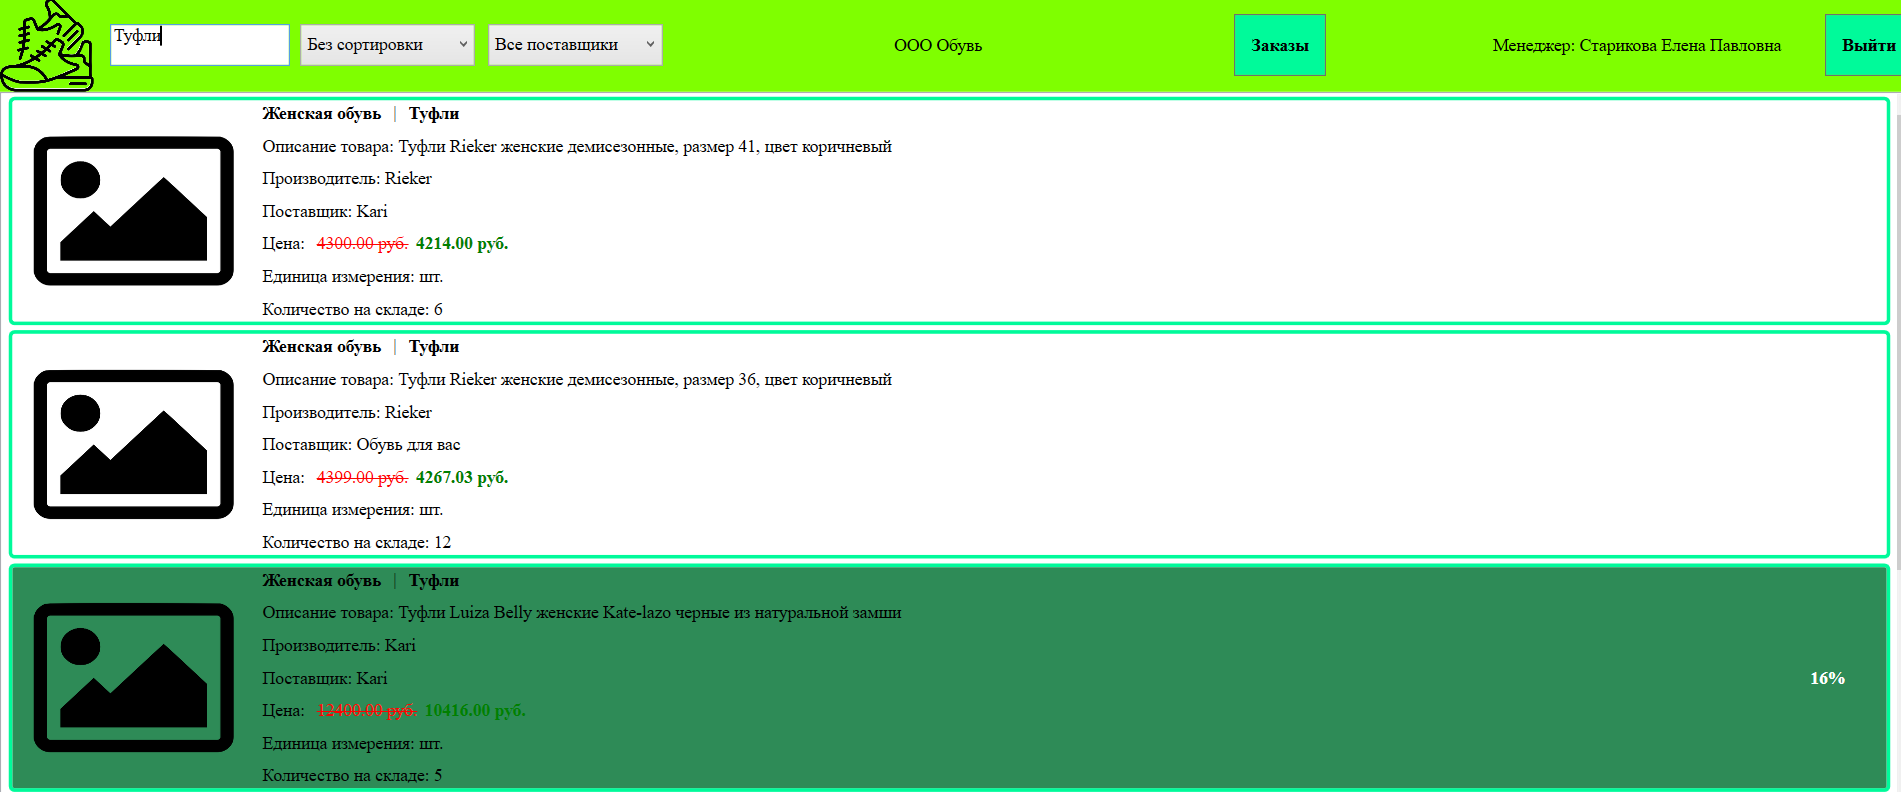 Туфли
Без сортировки
Все поставщики
ООО Обувь
Заказы
Менеджер: Старикова Елена Павловна
Выйти
Женская обувь | Туфли
Описание товара: Туфли Rieker женские демисезонные, размер 41, цвет коричневый
Производитель: Rieker
Поставщик: Kari
Цена: 4300.00 руб. 4214.00 руб.
Единица измерения: шт.
Количество на складе: 6
Женская обувь | Туфли
Описание товара: Туфли Rieker женские демисезонные, размер 36, цвет коричневый
Производитель: Rieker
Поставщик: Обувь для вас
Цена: 4399.00 руб. 4267.03 руб.
Единица измерения: шт.
Количество на складе: 12
Женская обувь | Туфли
Описание товара: Туфли Luiza Belly женские Kate-lazo черные из натуральной замши
Производитель: Kari
Поставщик: Kari
16%
Цена: 12400.00 руб. 10416.00 руб.
Единица измерения: шт.
Количество на складе: 5